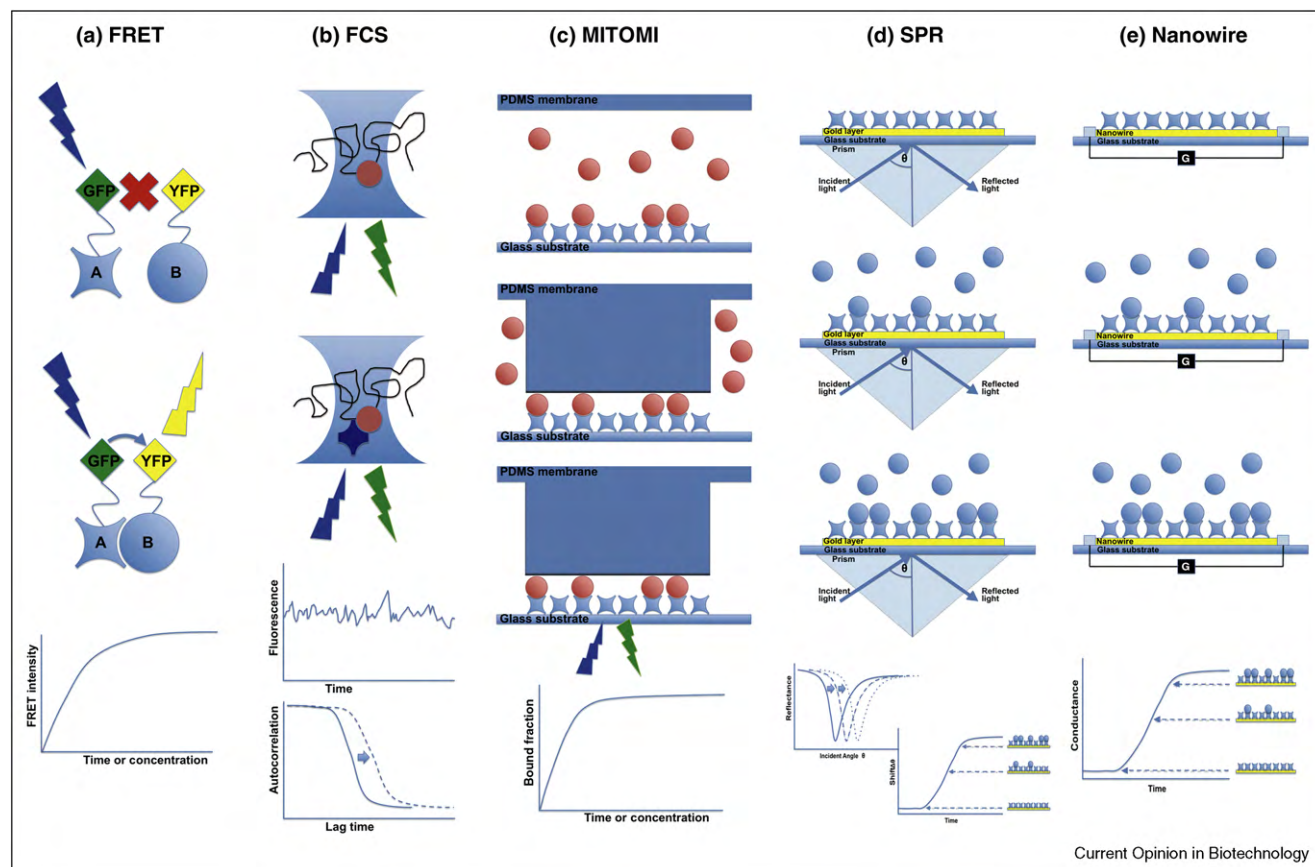 (a) FRET
GFP
YFP
A
B
GFP
YFP
A
B
FRET intensity
Time or concentration
(b) FCS
Fluorescence
Time
Autocorrelation
Lag time
(c) MITOMI
PDMS membrane
Glass substrate
PDMS membrane
Glass substrate
PDMS membrane
Glass substrate
Bound fraction
Time or concentration
(d) SPR
Gold layer
Glass substrate
Prism
θ
Incident
light
Reflected
light
Gold layer
Glass substrate
Prism
θ
Incident
light
Reflected
light
Gold layer
Glass substrate
Prism
θ
Incident
light
Reflected
light
Reflectance
Incident Angle θ
ShiftΔθ
Time
(e) Nanowire
Nanowire
Glass substrate
G
Nanowire
Glass substrate
G
Nanowire
Glass substrate
G
Conductance
Time
Current Opinion in Biotechnology